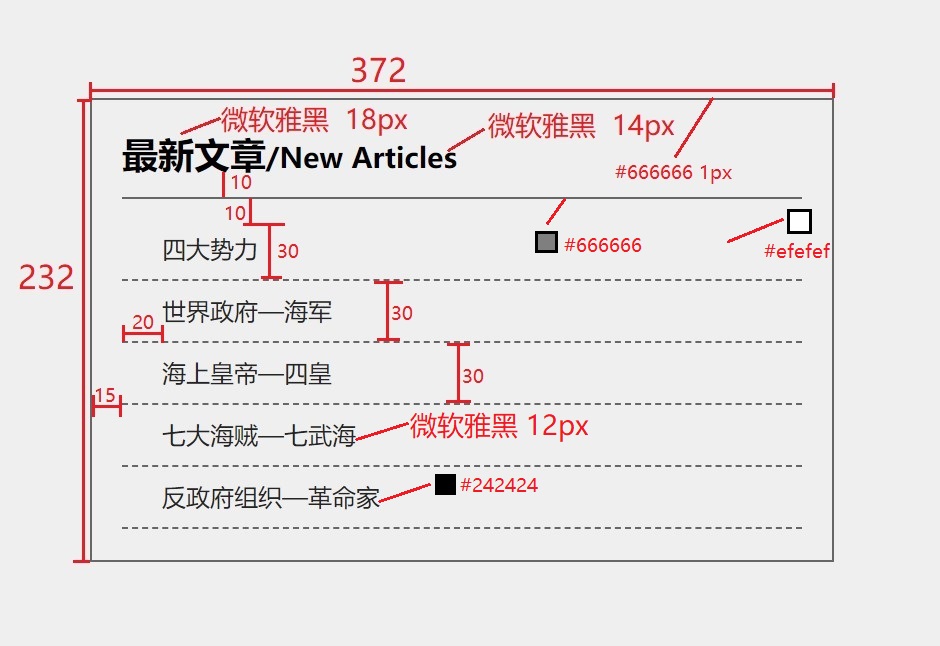 372
微软雅黑 18px
微软雅黑 14px
最新文章/New Articles
#666666 1px
10
10
四大势力
30
#666666
#efefef
232
世界政府—海军
30
20
海上皇帝—四皇
30
15
七大海贼—七武海
微软雅黑 12px
反政府组织—革命家
#242424